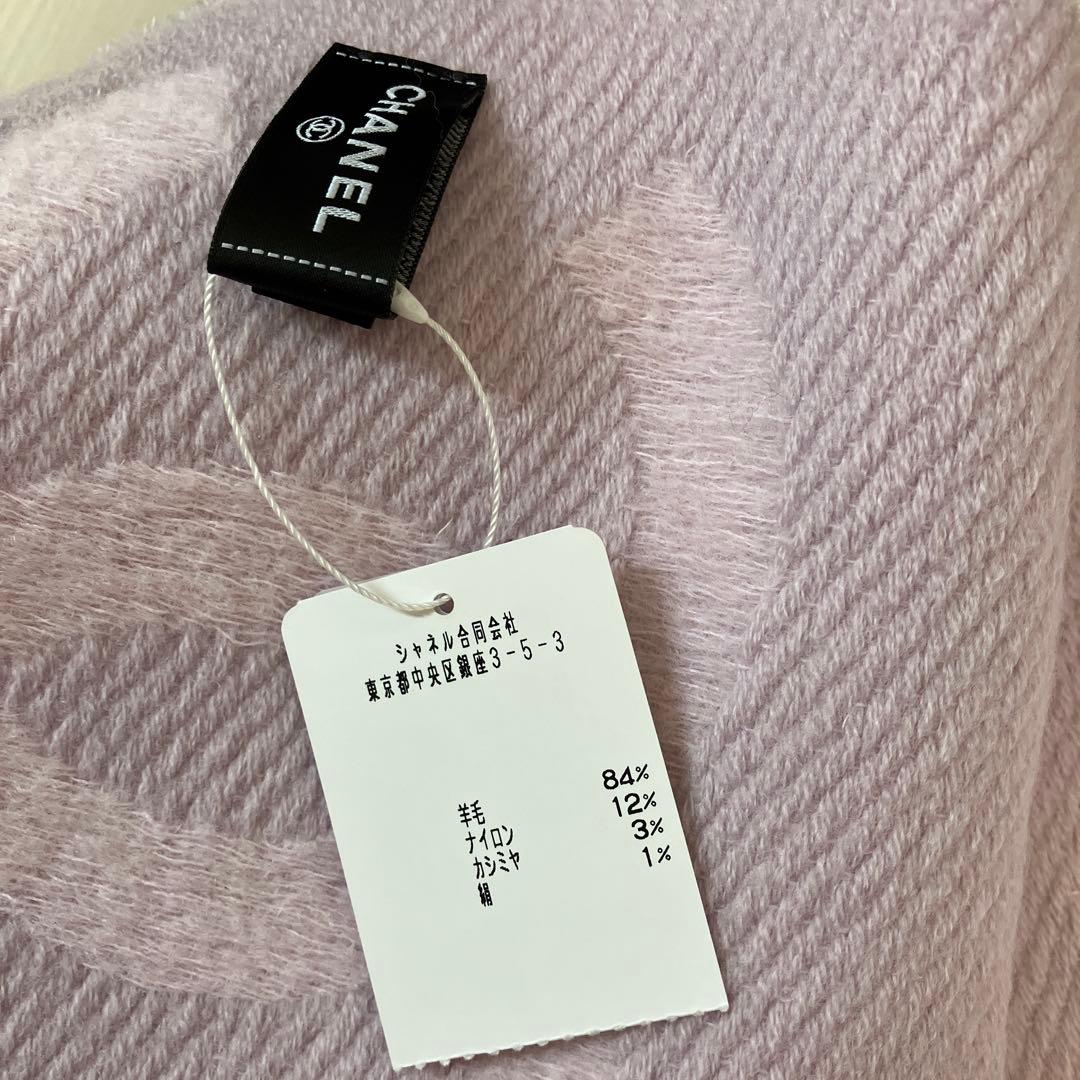 CHANEL
シャネル合同会社
東京都中央区銀座3-5-3
羊毛 84%
ナイロン 12%
カシミヤ 3%
絹 1%